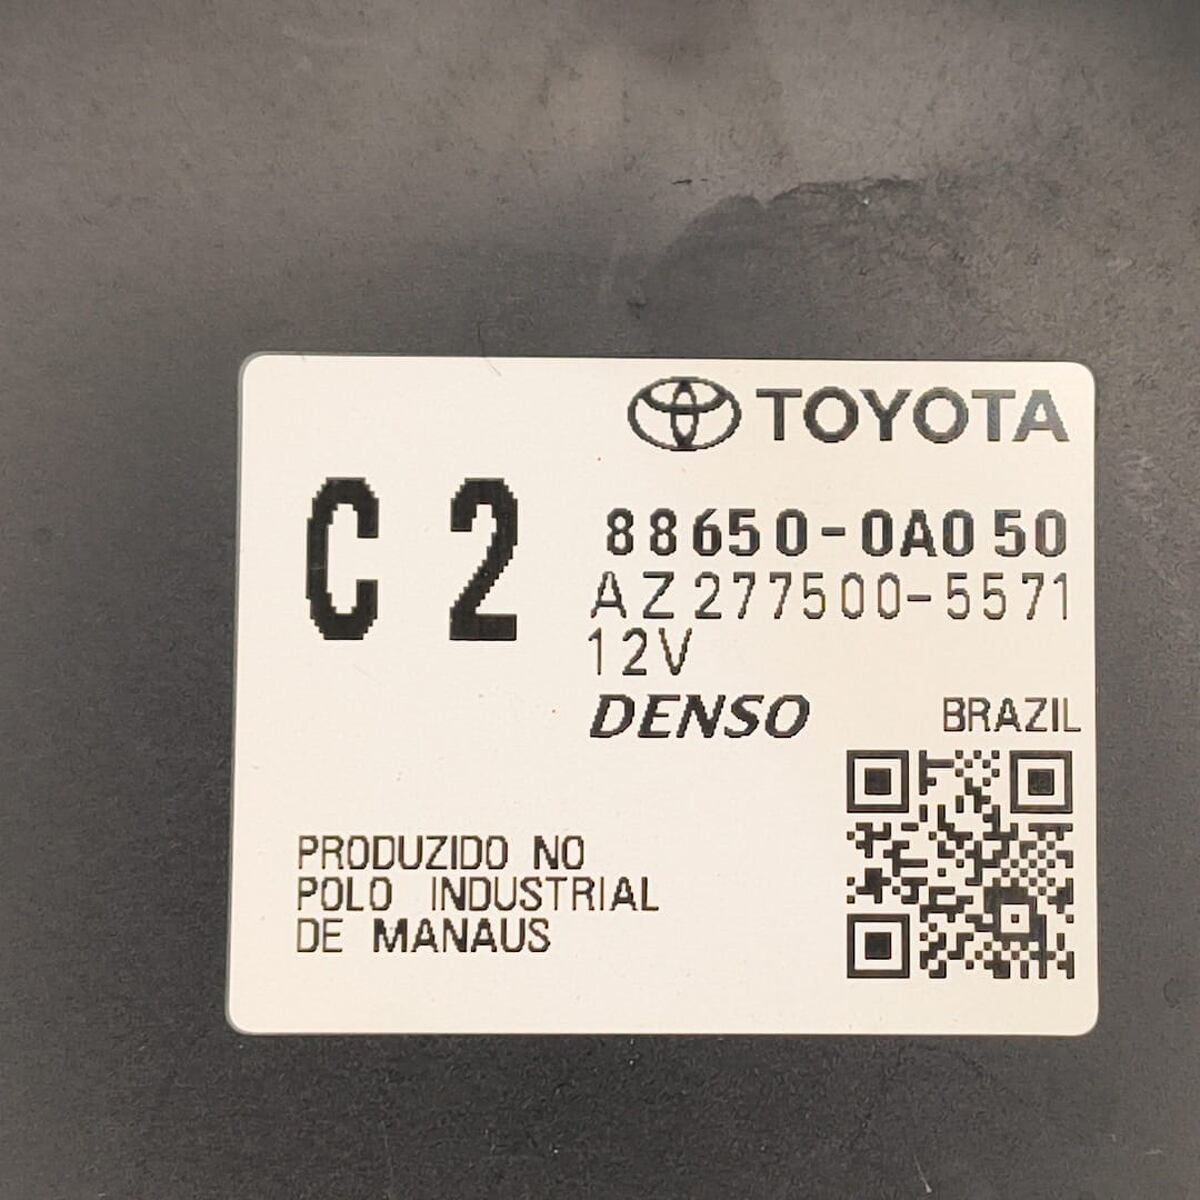 TOYOTA
C 2
88650-0A050
AZ277500-5571
12V
DENSO
BRAZIL
PRODUZIDO NO
POLO INDUSTRIAL
DE MANAUS